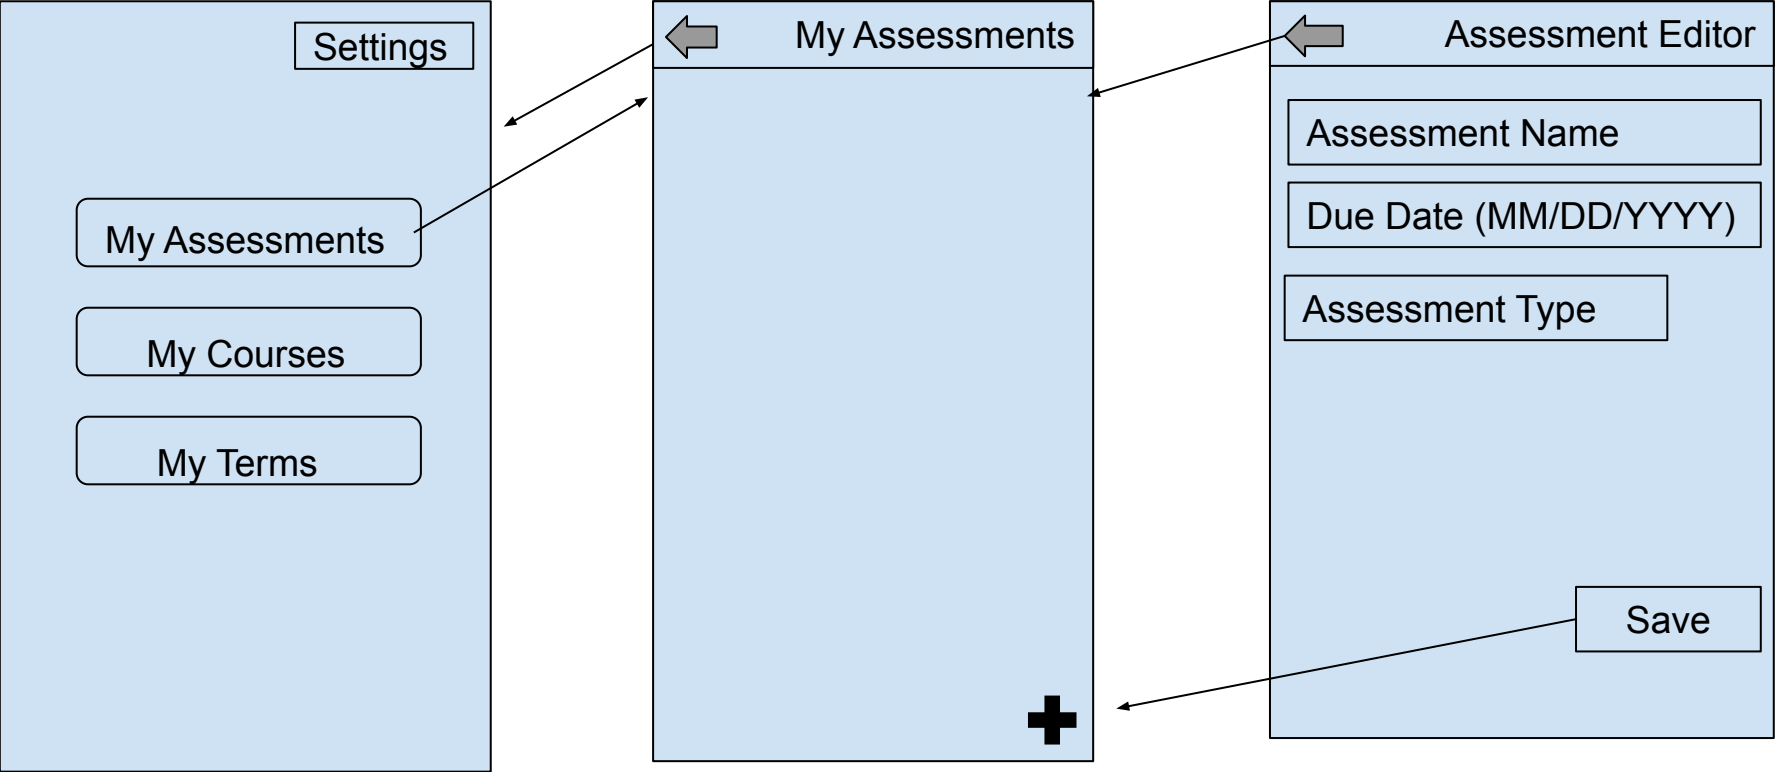 Settings
My Assessments
My Courses
My Terms
My Assessments
Assessment Editor
Assessment Name
Due Date (MM/DD/YYYY)
Assessment Type
Save